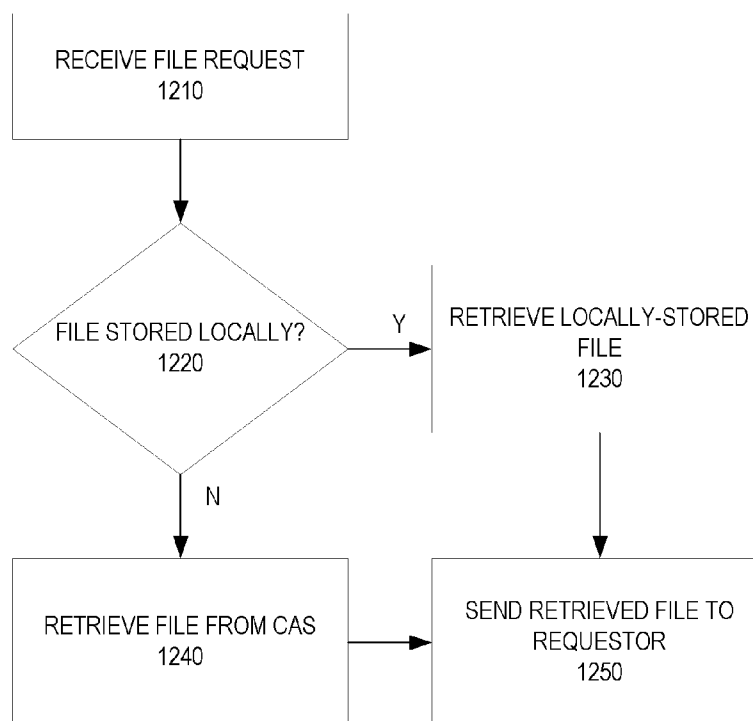 RECEIVE FILE REQUEST
1210
FILE STORED LOCALLY?
1220
Y
RETRIEVE LOCALLY-STORED
FILE
1230
N
RETRIEVE FILE FROM CAS
1240
SEND RETRIEVED FILE TO
REQUESTOR
1250